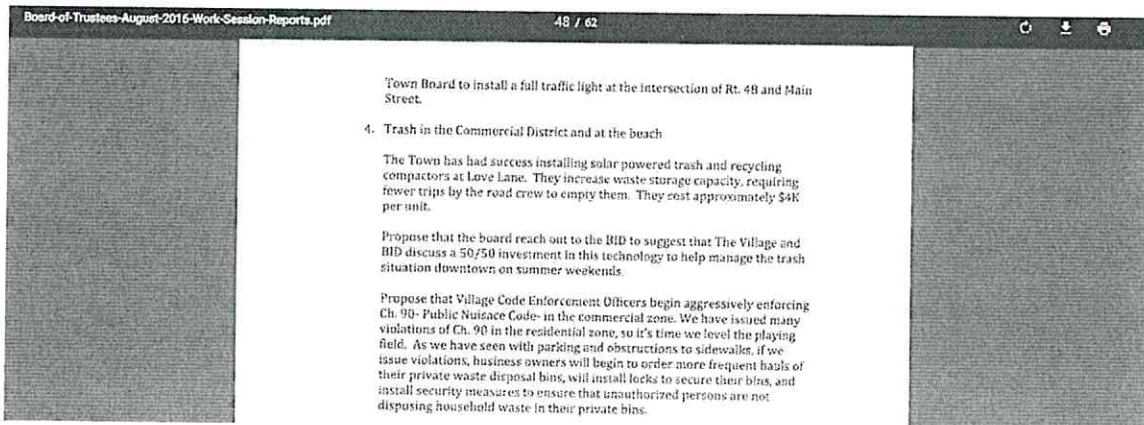 Board-of-Trustees-August-2016-Work-Session-Reports.pdf
48 / 62
Town Board to install a full traffic light at the intersection of Rt. 48 and Main
Street.
4. Trash in the Commercial District and at the beach
The Town has had success installing solar powered trash and recycling
compactors at Love Lane. They increase waste storage capacity, requiring
fewer trips by the road crew to empty them. They cost approximately $4K
per unit.
Propose that the board reach out to the BID to suggest that The Village and
BID discuss a 50/50 investment in this technology to help manage the trash
situation downtown on summer weekends.
Propose that Village Code Enforcement Officers begin aggressively enforcing
Ch. 90- Public Nuisace Code- in the commercial zone. We have issued many
violations of Ch. 90 in the residential zone, so it's time we level the playing
field. As we have seen with parking and obstructions to sidewalks, if we
issue violations, business owners will begin to order more frequent hauls of
their private waste disposal bins, will install locks to secure their bins, and
install security measures to ensure that unauthorized persons are not
disposing household waste in their private bins.